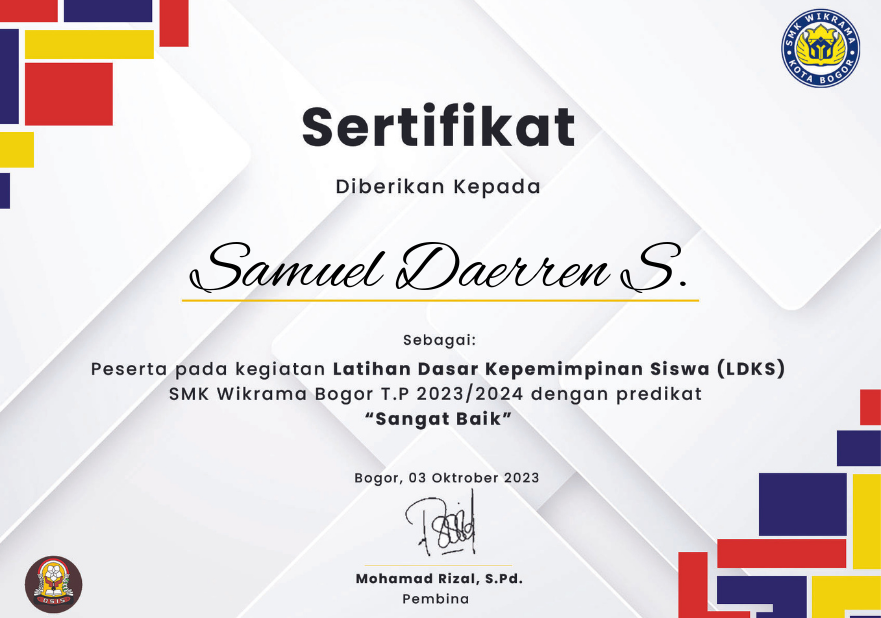 SMK WIKRAMA
KOTA BOGOR
Sertifikat
Diberikan Kepada
Samuel Daerren S.
Sebagai:
Peserta pada kegiatan Latihan Dasar Kepemimpinan Siswa (LDKS)
SMK Wikrama Bogor T.P 2023/2024 dengan predikat
“Sangat Baik”
Bogor, 03 Oktrober 2023
Mohamad Rizal, S.Pd.
Pembina
OSIS